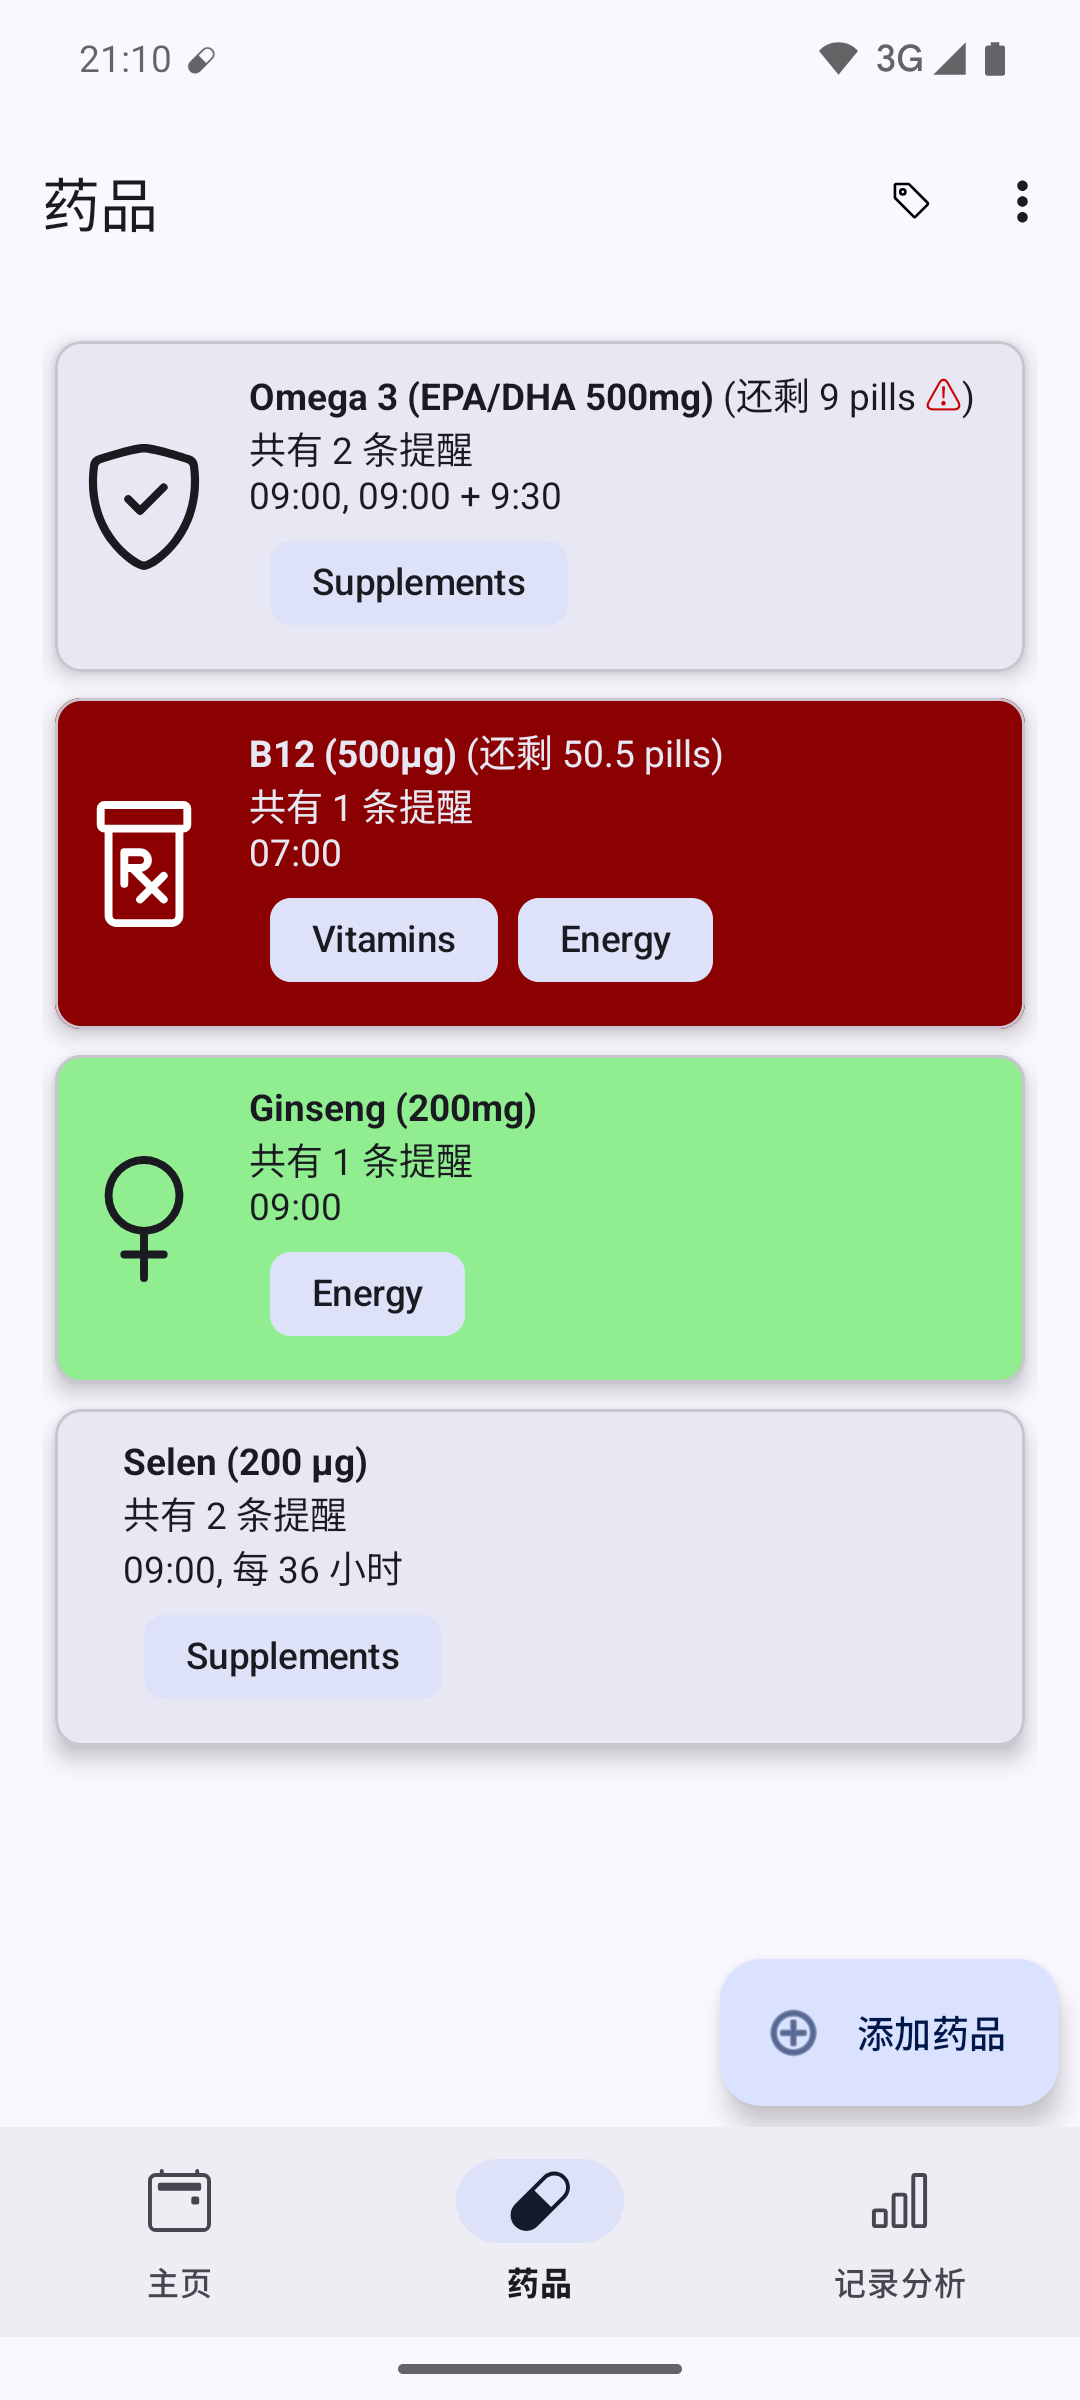 21:10
3G
药品
Omega 3 (EPA/DHA 500mg) (还剩 9 pills ⚠)
共有 2 条提醒
09:00, 09:00 + 9:30
Supplements
B12 (500µg) (还剩 50.5 pills)
共有 1 条提醒
07:00
Vitamins Energy
Ginseng (200mg)
共有 1 条提醒
09:00
Energy
Selen (200 µg)
共有 2 条提醒
09:00, 每 36 小时
Supplements
添加药品
主页 药品 记录分析